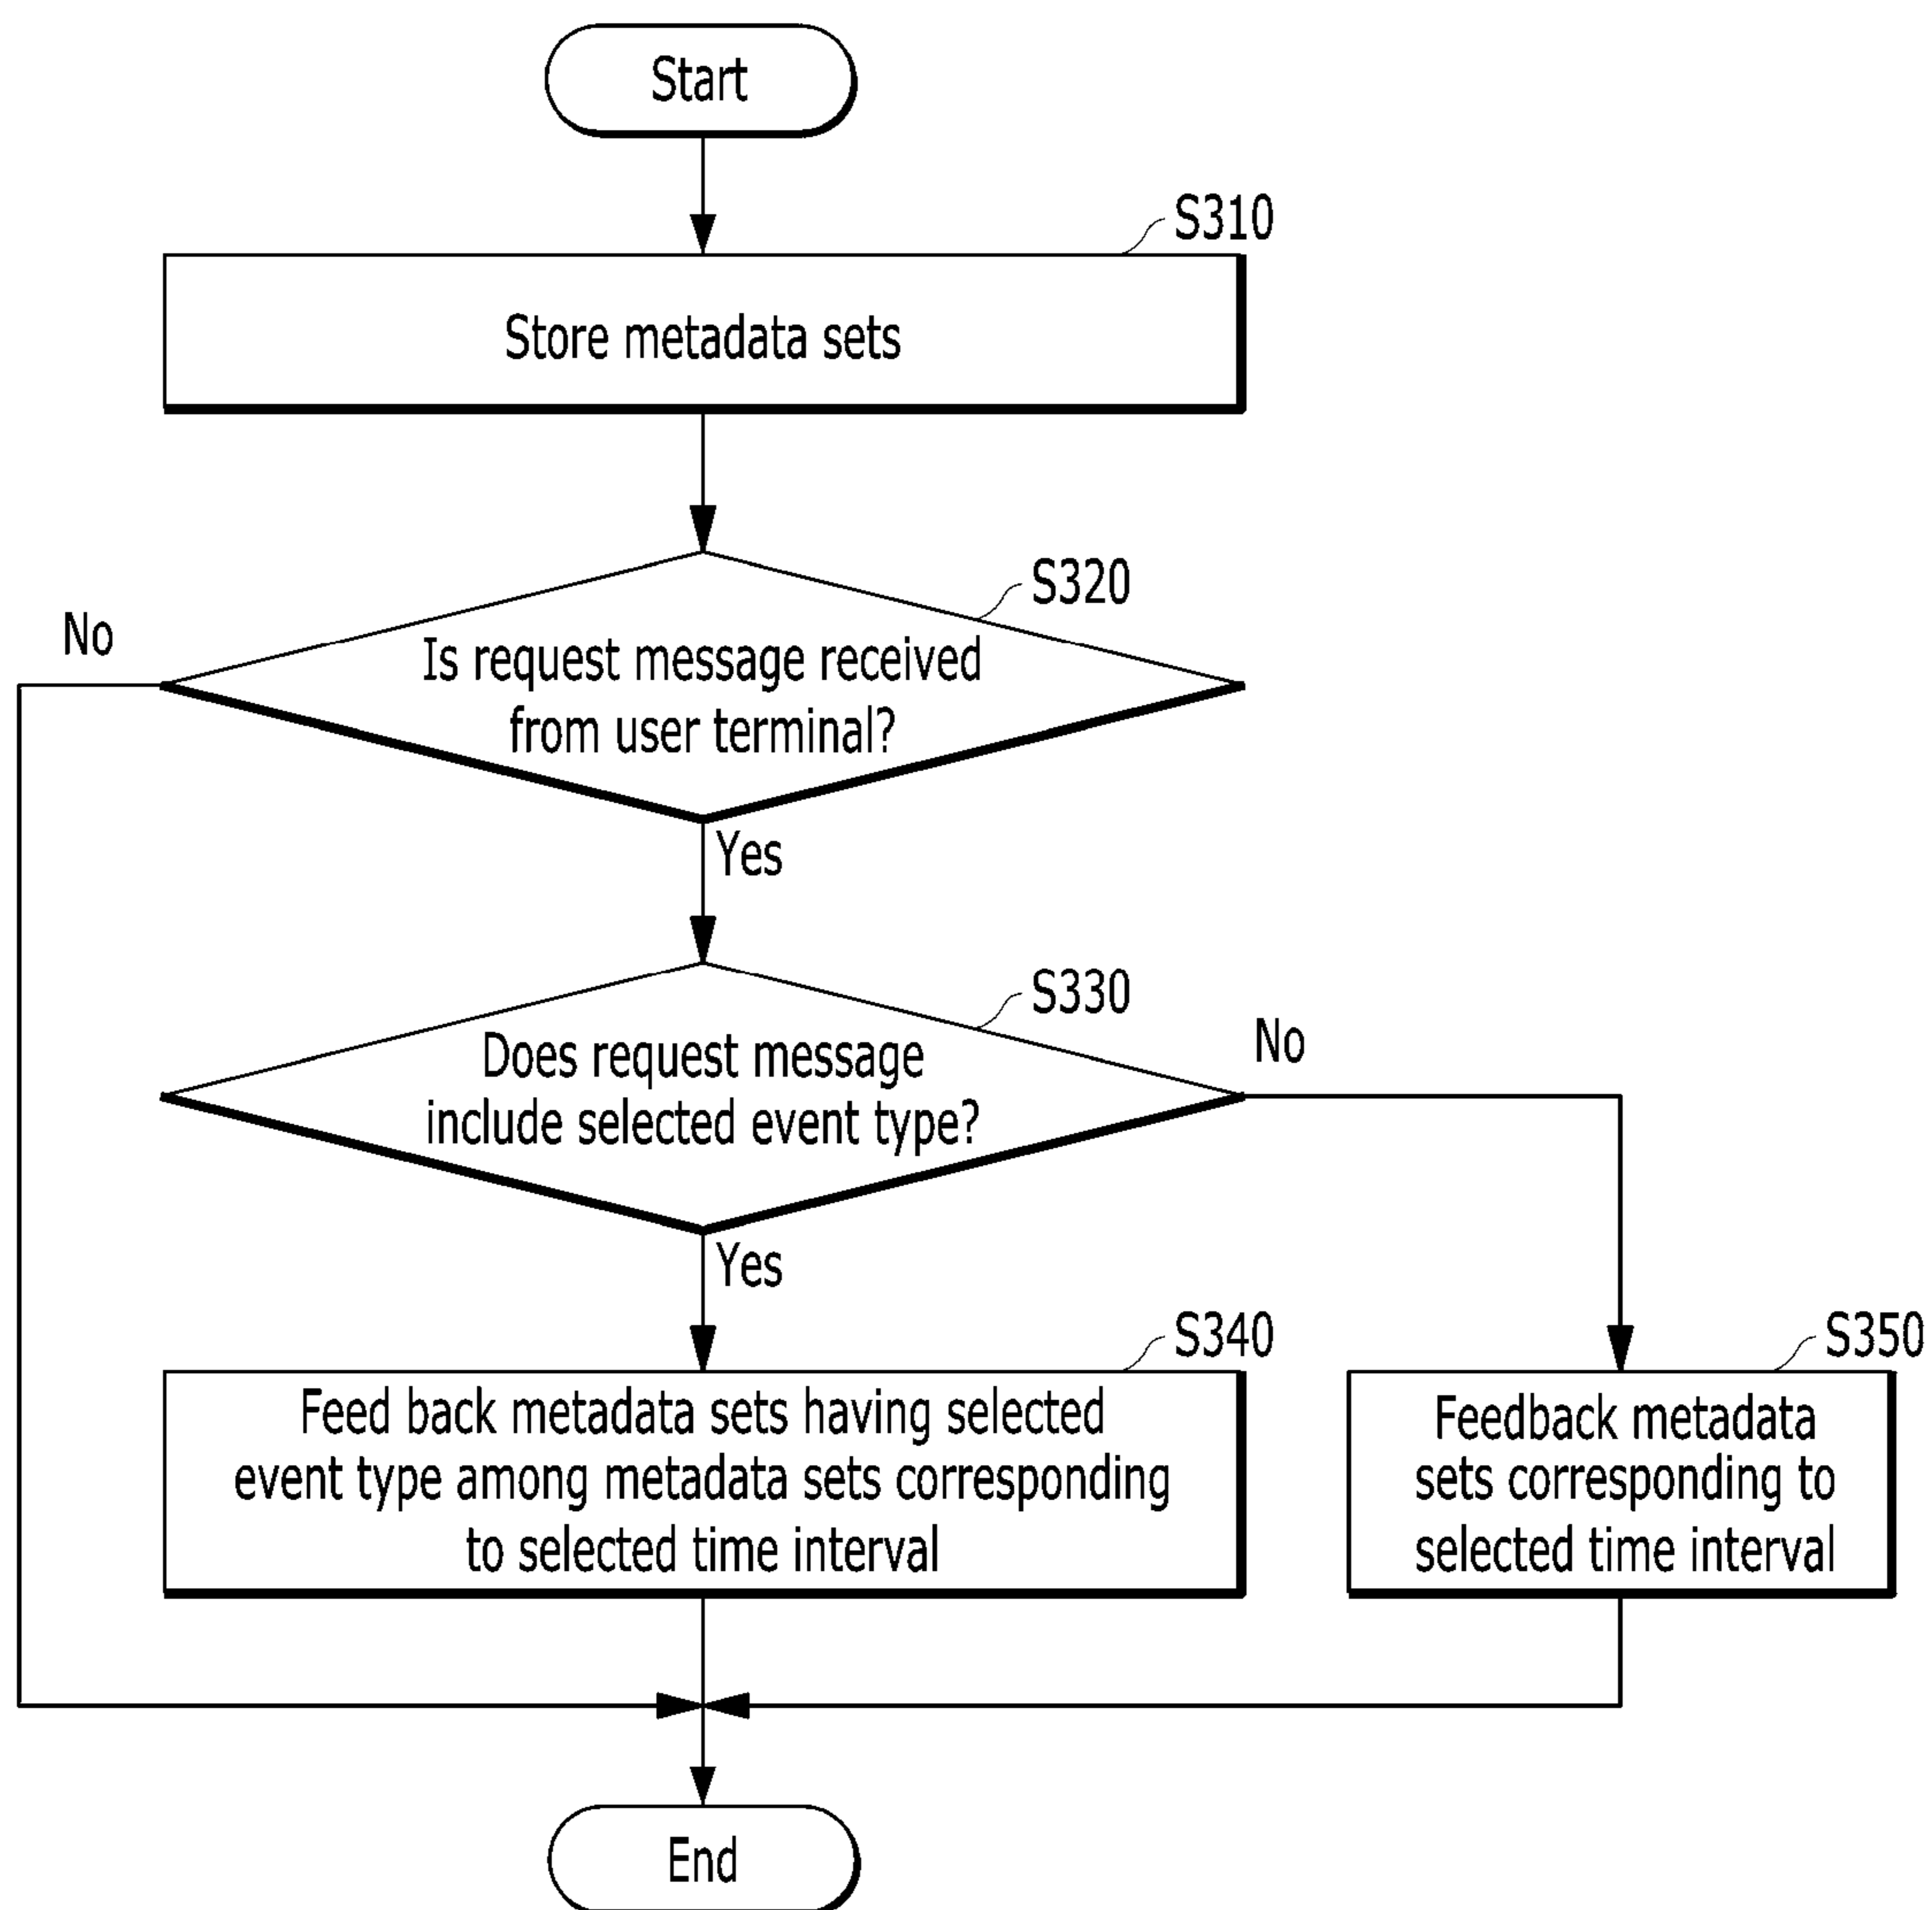 Start
S310
Store metadata sets
S320
No
Is request message received
from user terminal?
Yes
S330
No
Does request message
include selected event type?
Yes
S340
Feed back metadata sets having selected
event type among metadata sets corresponding
to selected time interval
S350
Feedback metadata
sets corresponding to
selected time interval
End